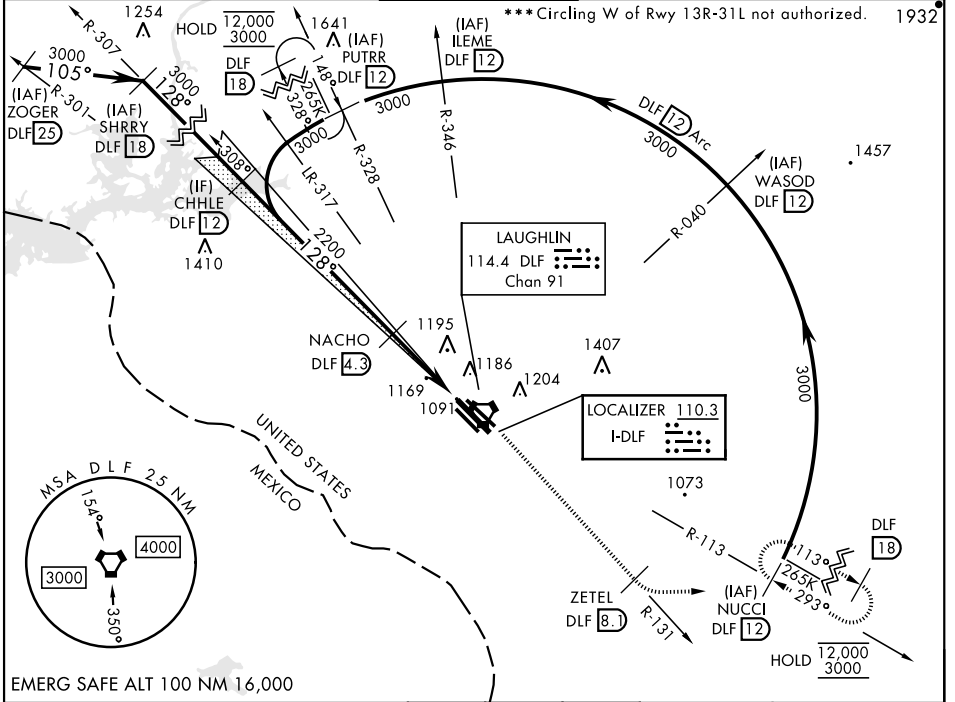 ***Circling W of Rwy 13R-31L not authorized.
1932
1254
R-307
HOLD 12,000
3000
DLF
18
1641
(IAF)
PUTRR
DLF 12
(IAF)
ILEME
DLF 12
3000
105°
R-301
(IAF)
ZOGER
DLF 25
3000
128°
(IAF)
SHRRY
DLF 18
148°
265K
328°
3000
3000
R-328
R-346
LR-317
DLF 12 Arc
3000
1457
(IAF)
WASOD
DLF 12
R-040
308°
(IF)
CHHLE
DLF 12
1410
2200
128°
LAUGHLIN
114.4 DLF
Chan 91
NACHO
DLF 4.3
1195
1186
1204
1407
1169
1091
3000
LOCALIZER 110.3
I-DLF
UNITED STATES
MEXICO
1073
MSA DLF 25 NM
154°
4000
3000
350°
R-113
DLF
18
113°
265K
293°
(IAF)
NUCCI
DLF 12
ZETEL
DLF 8.1
R-131
HOLD 12,000
3000
EMERG SAFE ALT 100 NM 16,000